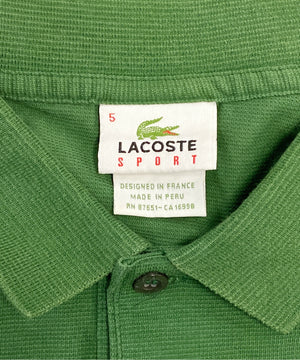 5
LACOSTE
SPORT
DESIGNED IN FRANCE
MADE IN PERU
RN 87651-CA 16998